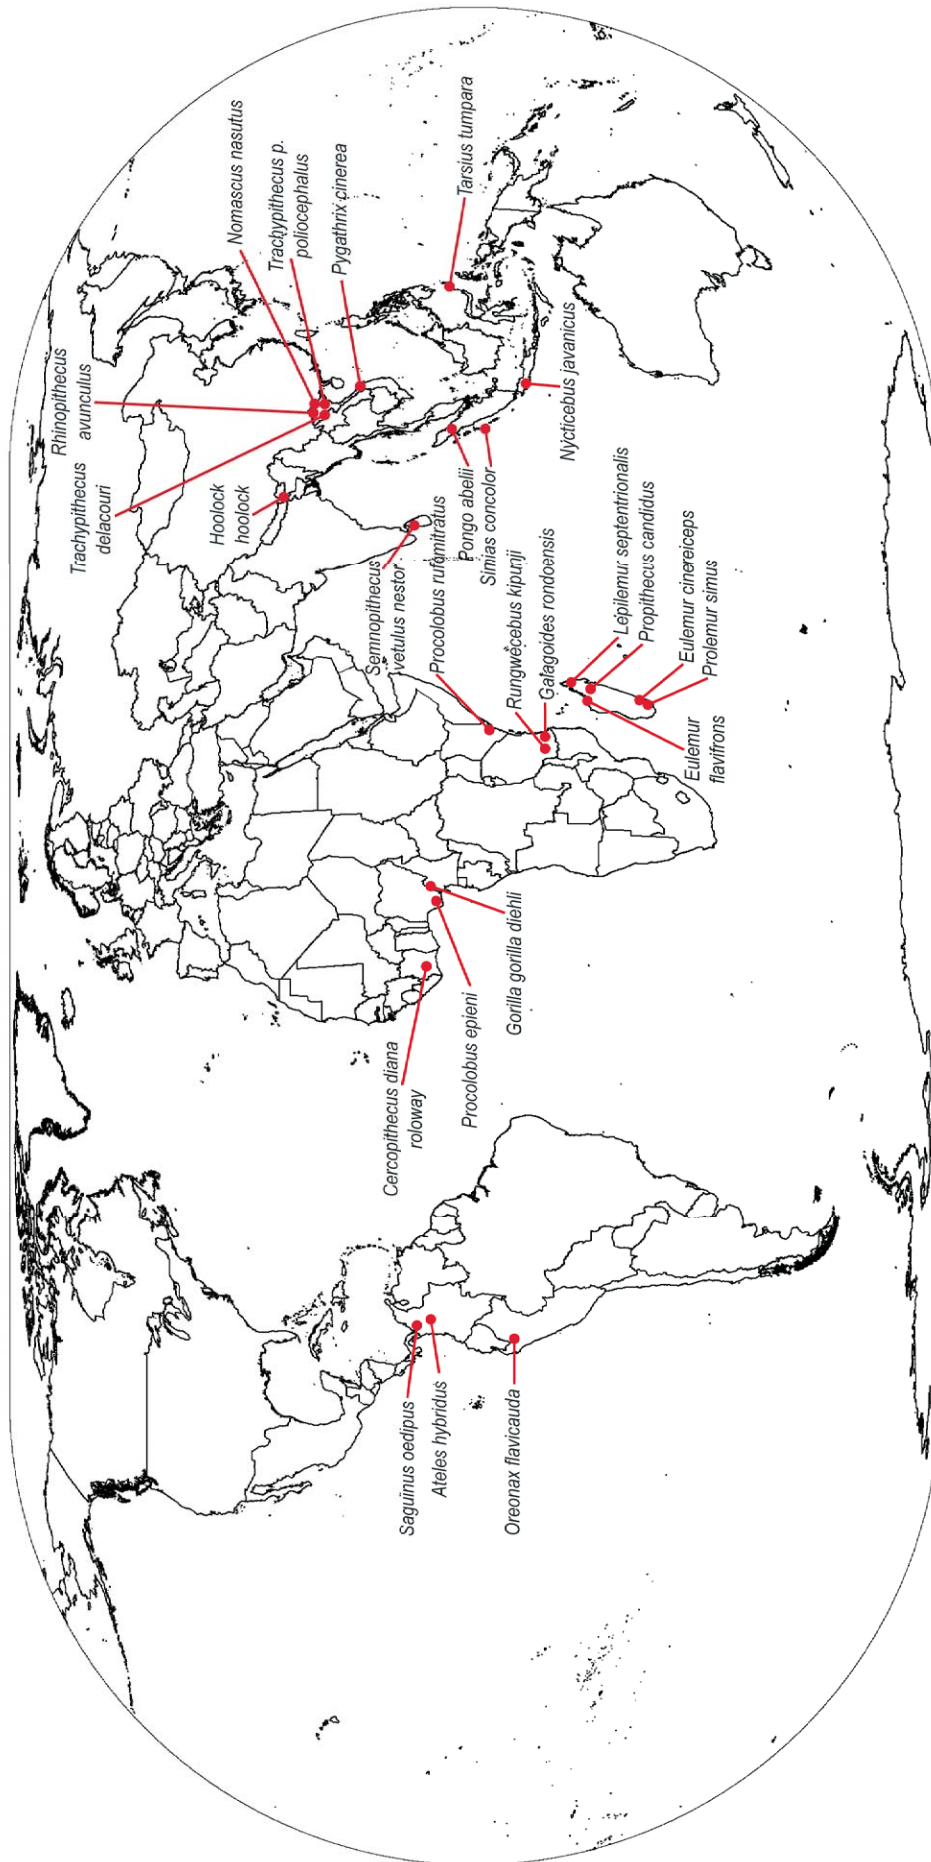 Saguinus oedipus
Ateles hybridus
Oreonax flavicauda
Cercopithecus diana
roloway
Procolobus epieni
Gorilla gorilla diehli
Semnopithecus
vetulus nestor
Procolobus rufomitratus
Rungwecebus kipunji
Galagoides rondoensis
Lepilemur septentrionalis
Propithecus candidus
Eulemur cinereiceps
Prolemur simus
Eulemur
flavifrons
Hoolock
hoolock
Trachypithecus
delacouri
Rhinopithecus
avunculus
Nomascus nasutus
Trachypithecus p.
poliocephalus
Pygathrix cinerea
Pongo abelii
Simias concolor
Nycticebus javanicus
Tarsius tumpara